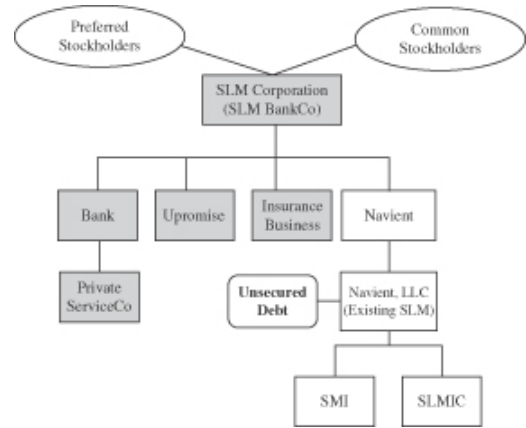 Preferred
Stockholders
Common
Stockholders
SLM Corporation
(SLM BankCo)
Bank
Upromise
Insurance
Business
Navient
Private
ServiceCo
Unsecured
Debt
Navient, LLC
(Existing SLM)
SMI
SLMIC